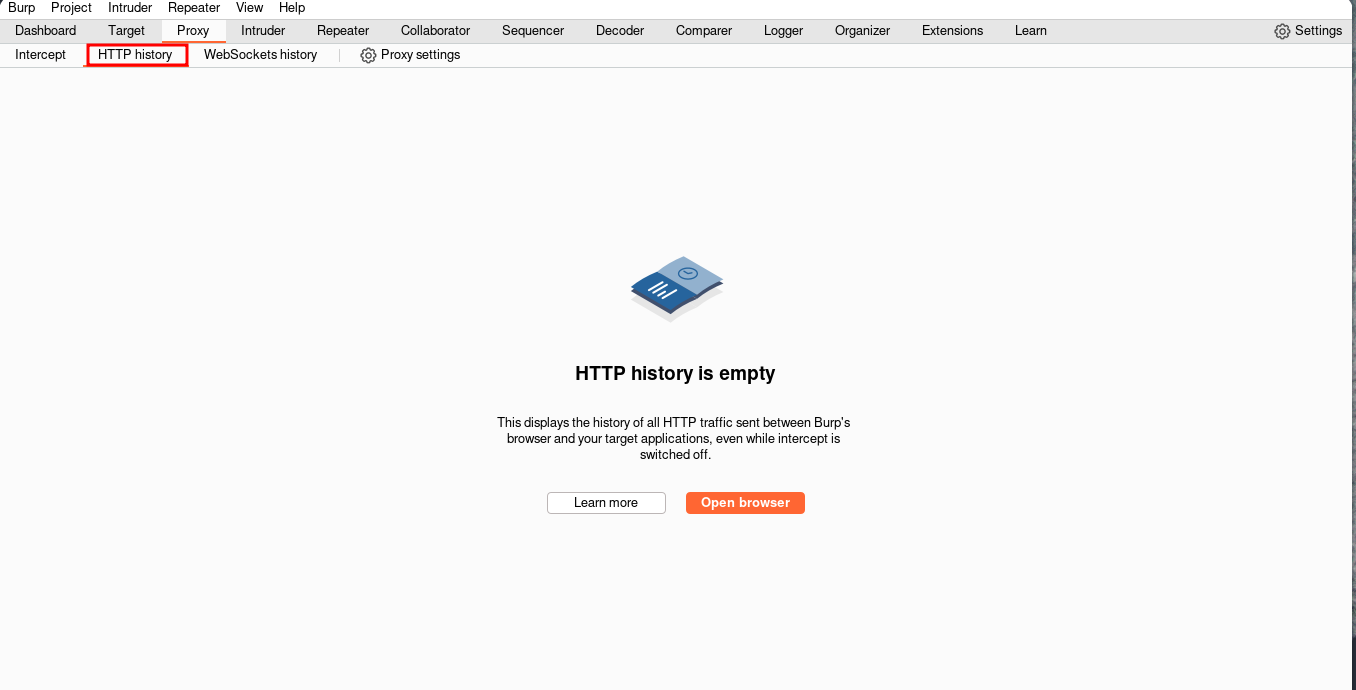 Burp Project Intruder Repeater View Help
Dashboard Target Proxy Intruder Repeater Collaborator Sequencer Decoder Comparer Logger Organizer Extensions Learn Settings
Intercept HTTP history WebSockets history Proxy settings
HTTP history is empty
This displays the history of all HTTP traffic sent between Burp's
browser and your target applications, even while intercept is
switched off.
Learn more Open browser